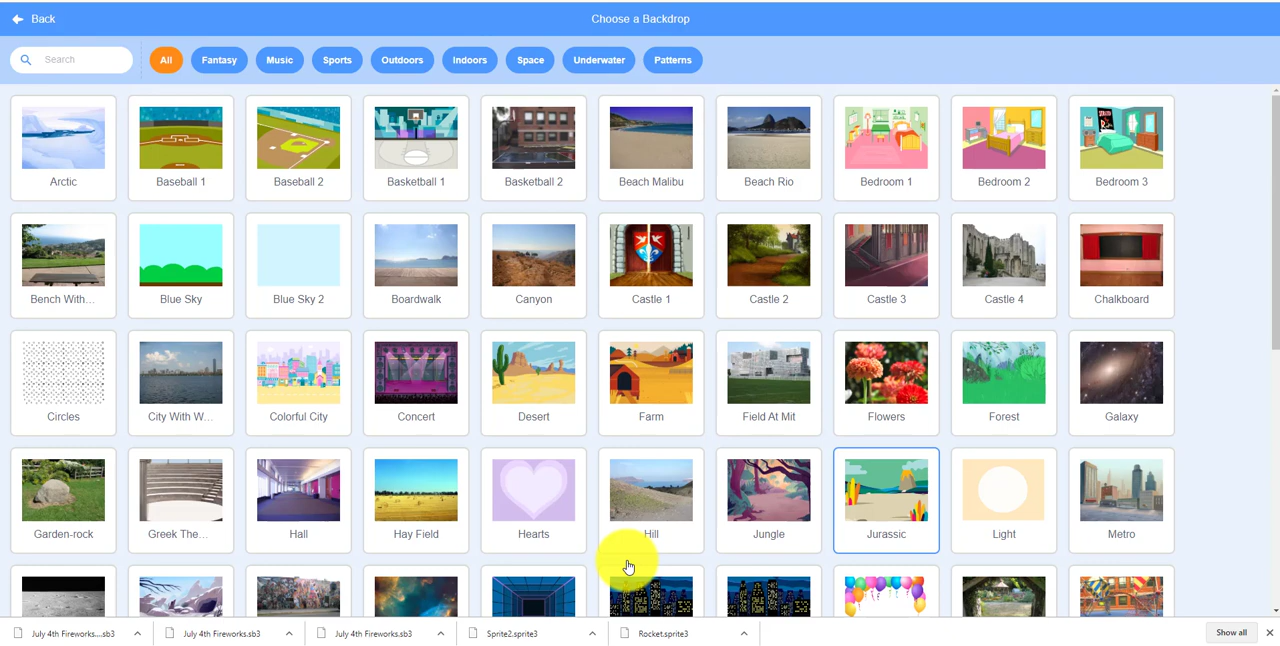 Back Choose a Backdrop
Search All Fantasy Music Sports Outdoors Indoors Space Underwater Patterns
Arctic Baseball 1 Baseball 2 Basketball 1 Basketball 2 Beach Malibu Beach Rio Bedroom 1 Bedroom 2 Bedroom 3
Bench With... Blue Sky Blue Sky 2 Boardwalk Canyon Castle 1 Castle 2 Castle 3 Castle 4 Chalkboard
Circles City With W... Colorful City Concert Desert Farm Field At Mit Flowers Forest Galaxy
Garden-rock Greek The... Hall Hay Field Hearts Hill Jungle Jurassic Light Metro
July 4th Fireworks....sb3 July 4th Fireworks.sb3 July 4th Fireworks.sb3 Sprite2.sprite3 Rocket.sprite3 Show all